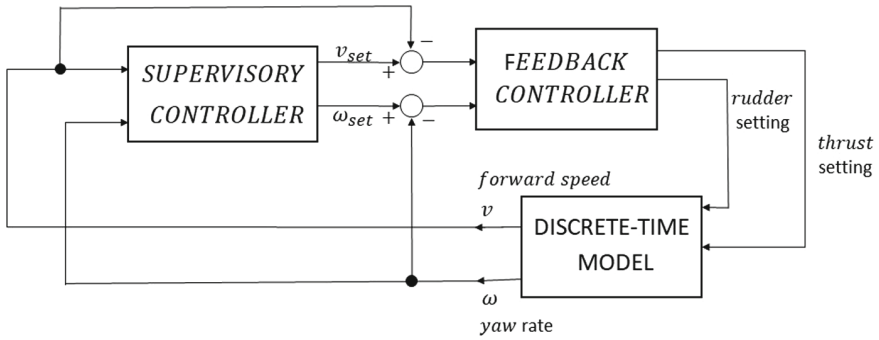 −
v_set
+
SUPERVISORY
CONTROLLER
ω_set + −
FEEDBACK
CONTROLLER
rudder
setting
thrust
setting
forward speed
v
DISCRETE-TIME
MODEL
ω
yaw rate